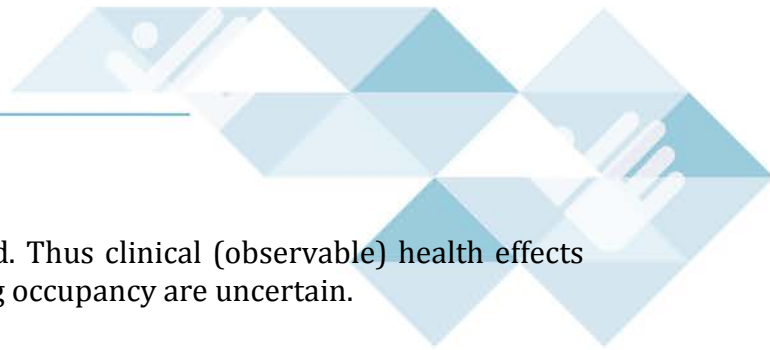 d. Thus clinical (observable) health effects
g occupancy are uncertain.